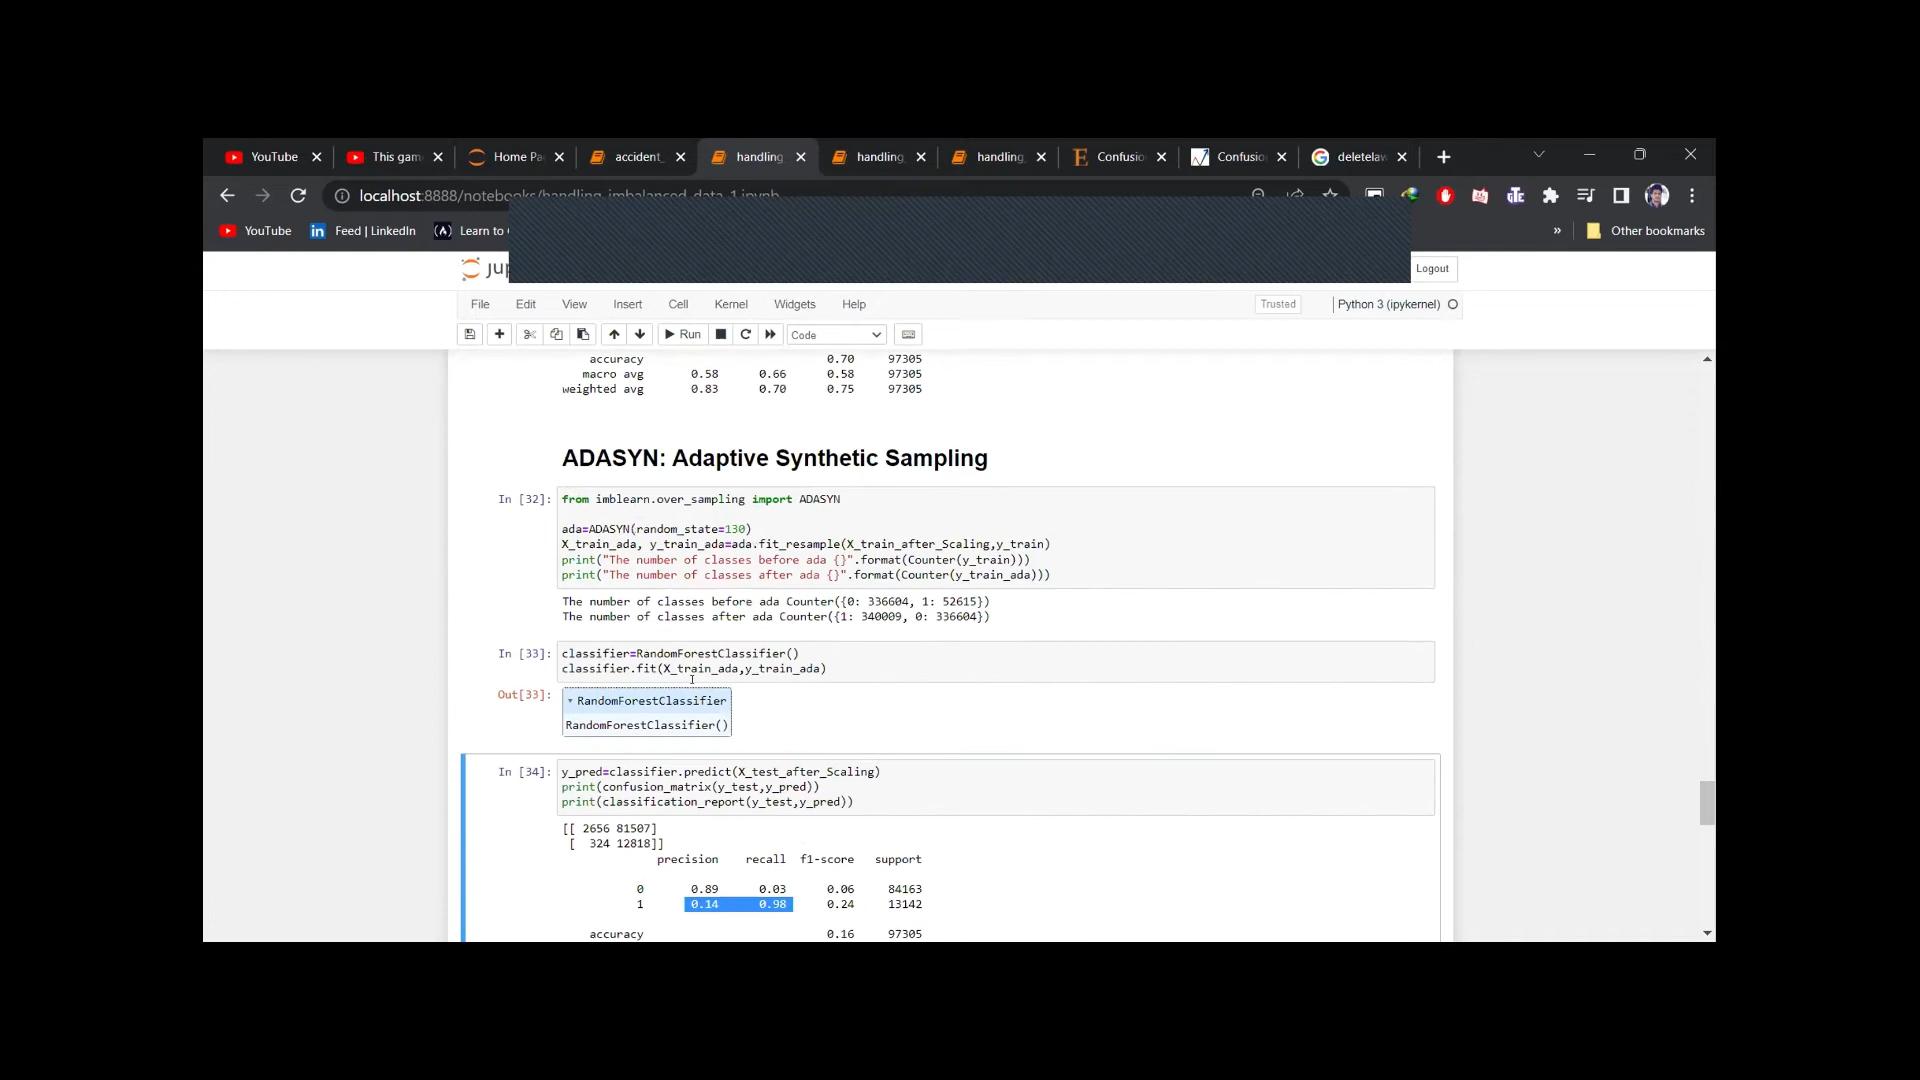 YouTube This gam Home Pa accident_ handling_ handling_ handling_ Confusio Confusio deletelaw
localhost:8888/notebooks/handling_imbalanced_data_1.ipynb
YouTube Feed | LinkedIn Learn to Other bookmarks
Logout
File Edit View Insert Cell Kernel Widgets Help Trusted Python 3 (ipykernel)
Run Code
accuracy 0.70 97305
macro avg 0.58 0.66 0.58 97305
weighted avg 0.83 0.70 0.75 97305
ADASYN: Adaptive Synthetic Sampling
In [32]: from imblearn.over_sampling import ADASYN
ada=ADASYN(random_state=130)
X_train_ada, y_train_ada=ada.fit_resample(X_train_after_Scaling,y_train)
print("The number of classes before ada {}".format(Counter(y_train)))
print("The number of classes after ada {}".format(Counter(y_train_ada)))
The number of classes before ada Counter({0: 336604, 1: 52615})
The number of classes after ada Counter({1: 340009, 0: 336604})
In [33]: classifier=RandomForestClassifier()
classifier.fit(X_train_ada,y_train_ada)
Out[33]: RandomForestClassifier
RandomForestClassifier()
In [34]: y_pred=classifier.predict(X_test_after_Scaling)
print(confusion_matrix(y_test,y_pred))
print(classification_report(y_test,y_pred))
[[ 2656 81507]
[ 324 12818]]
precision recall f1-score support
0 0.89 0.03 0.06 84163
1 0.14 0.98 0.24 13142
accuracy 0.16 97305